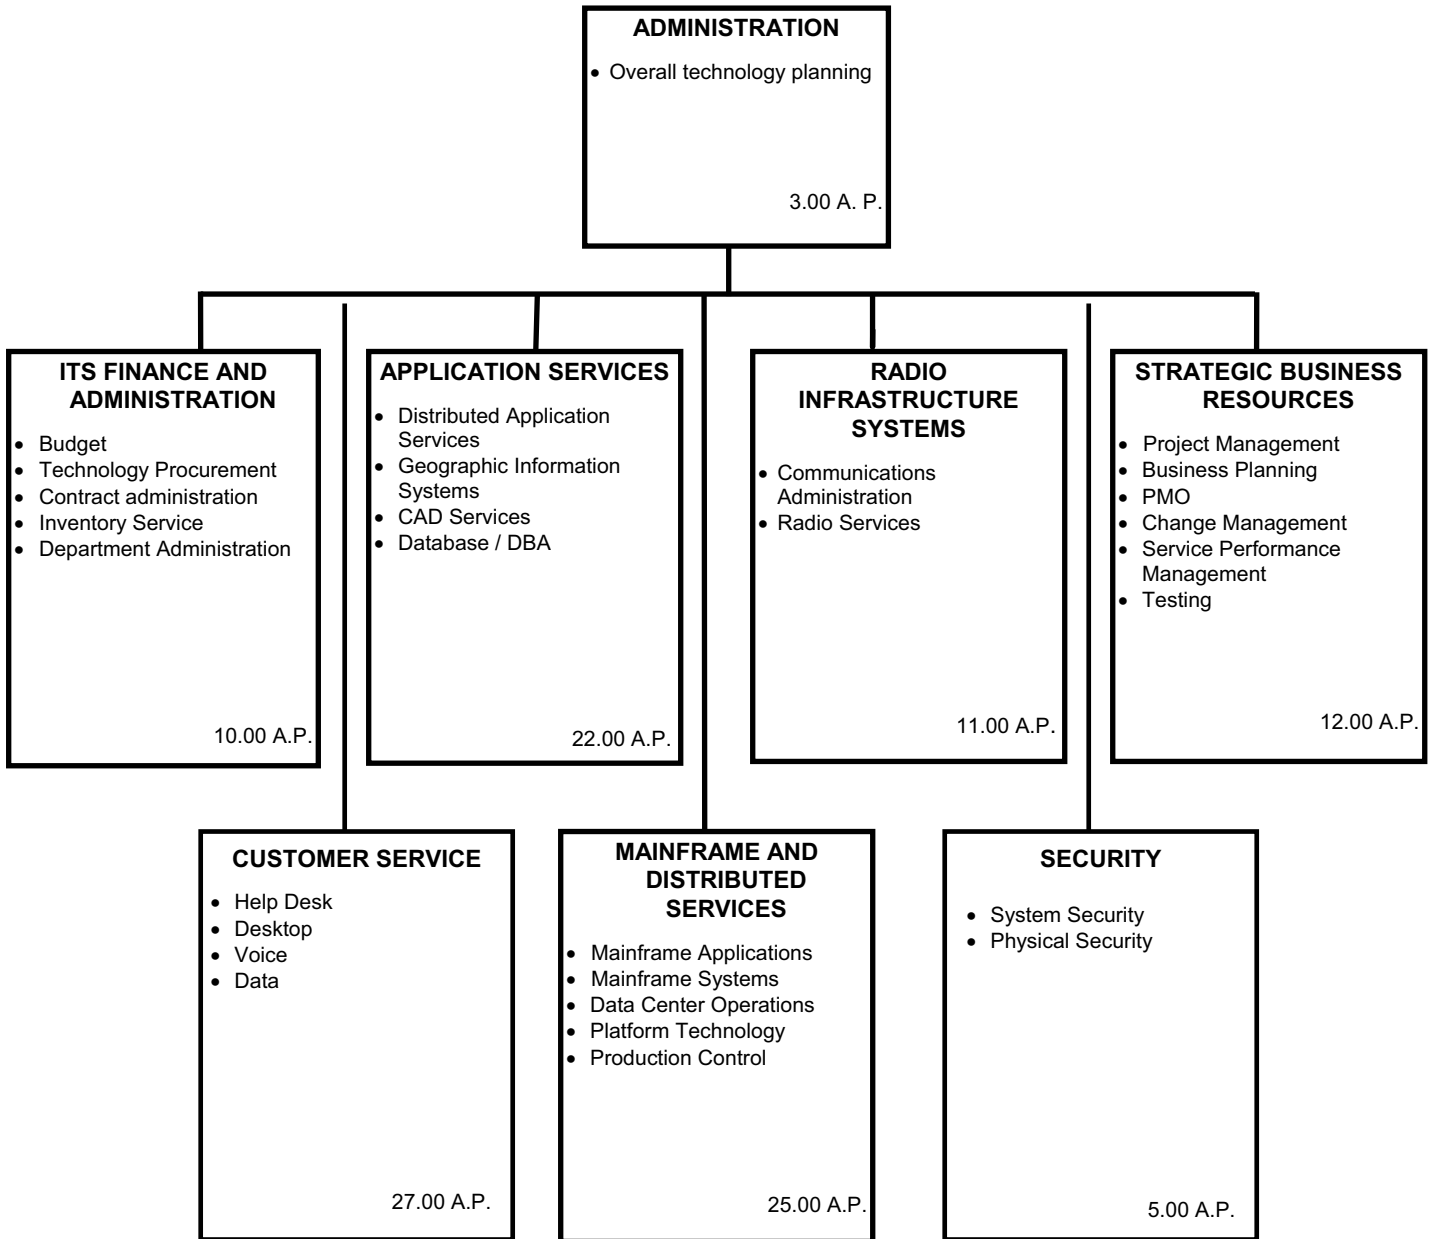 ADMINISTRATION
• Overall technology planning
3.00 A. P.
ITS FINANCE AND
ADMINISTRATION
• Budget
• Technology Procurement
• Contract administration
• Inventory Service
• Department Administration
10.00 A.P.
APPLICATION SERVICES
• Distributed Application
Services
• Geographic Information
Systems
• CAD Services
• Database / DBA
22.00 A.P.
RADIO
INFRASTRUCTURE
SYSTEMS
• Communications
Administration
• Radio Services
11.00 A.P.
STRATEGIC BUSINESS
RESOURCES
• Project Management
• Business Planning
• PMO
• Change Management
• Service Performance
Management
• Testing
12.00 A.P.
CUSTOMER SERVICE
• Help Desk
• Desktop
• Voice
• Data
27.00 A.P.
MAINFRAME AND
DISTRIBUTED
SERVICES
• Mainframe Applications
• Mainframe Systems
• Data Center Operations
• Platform Technology
• Production Control
25.00 A.P.
SECURITY
• System Security
• Physical Security
5.00 A.P.